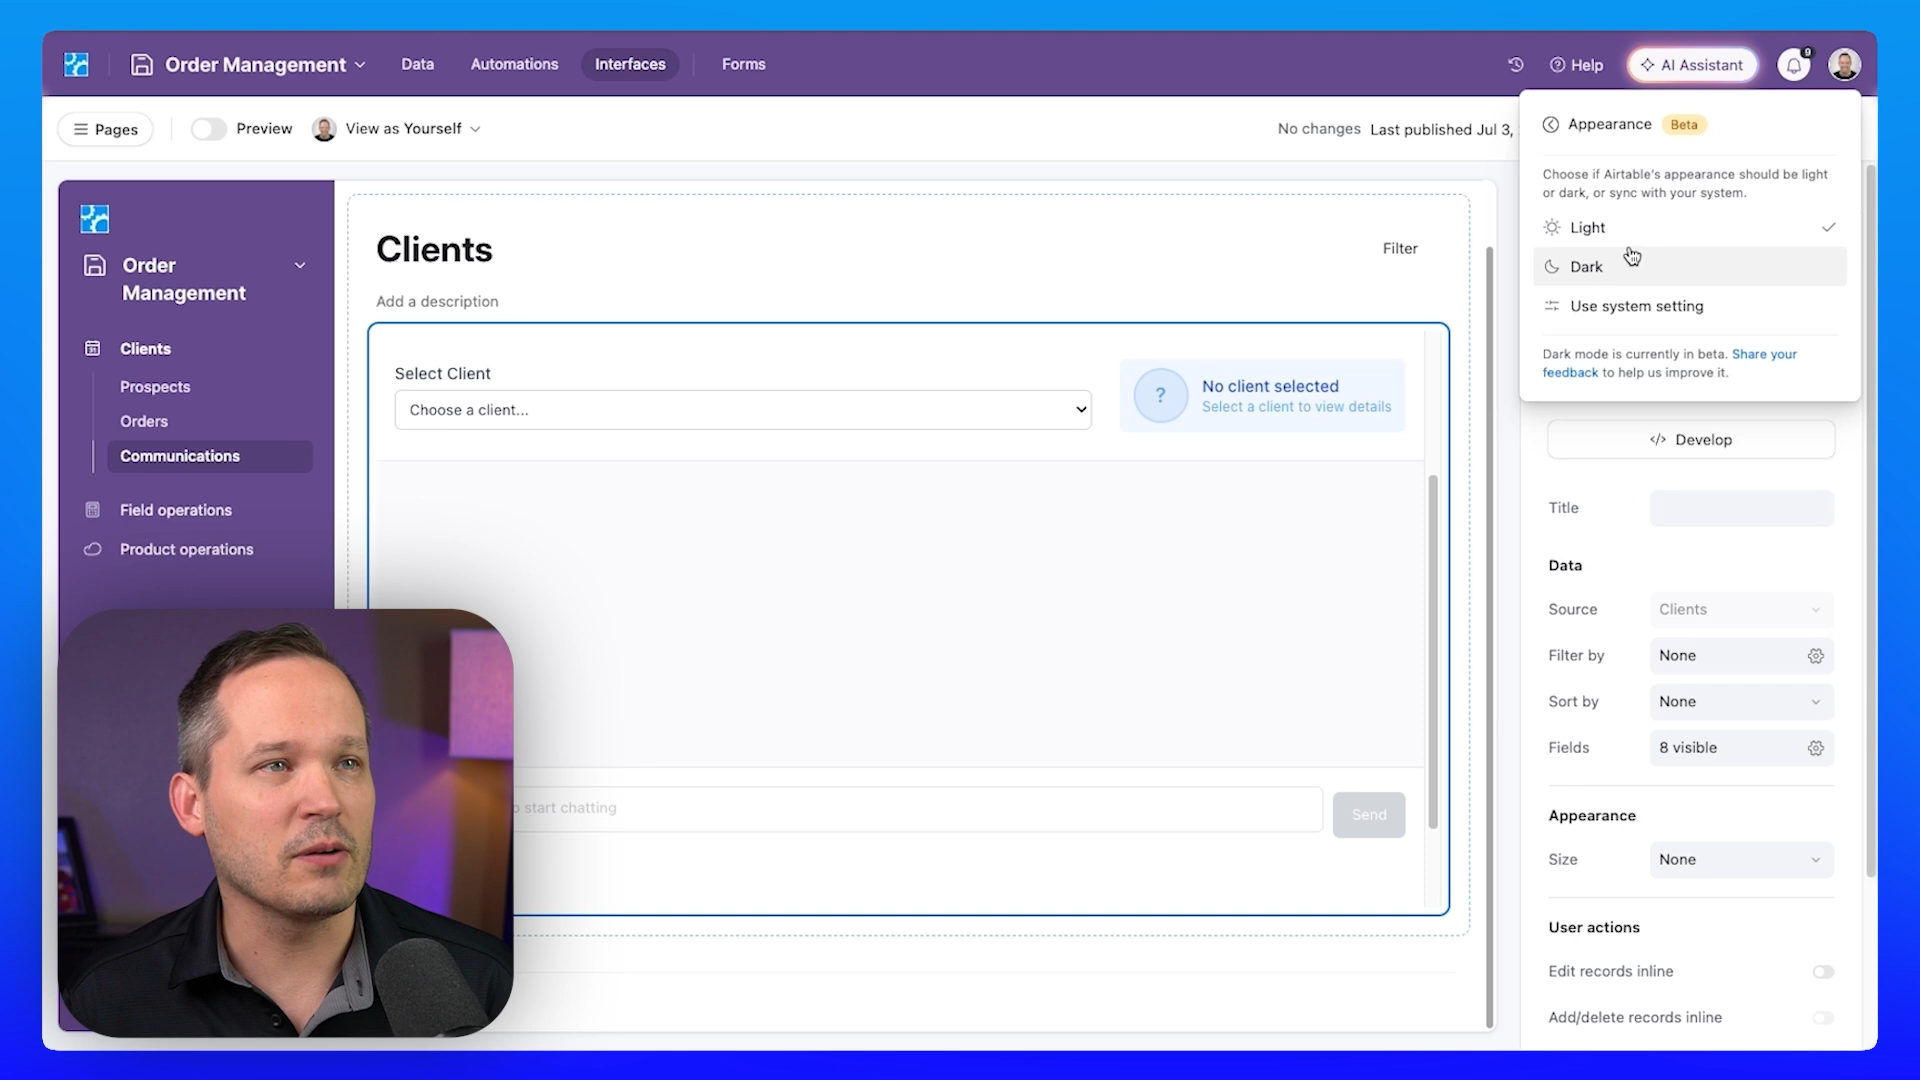 Order Management
Data
Automations
Interfaces
Forms
Help
AI Assistant
9
Pages
Preview
View as Yourself
No changes
Last published Jul 3,
Appearance
Beta
Choose if Airtable's appearance should be light
or dark, or sync with your system.
Light
Dark
Use system setting
Dark mode is currently in beta. Share your
feedback to help us improve it.
Order
Management
Clients
Prospects
Orders
Communications
Field operations
Product operations
Clients
Filter
Add a description
Select Client
Choose a client...
?
No client selected
Select a client to view details
start chatting
Send
</> Develop
Title
Data
Source
Clients
Filter by
None
Sort by
None
Fields
8 visible
Appearance
Size
None
User actions
Edit records inline
Add/delete records inline